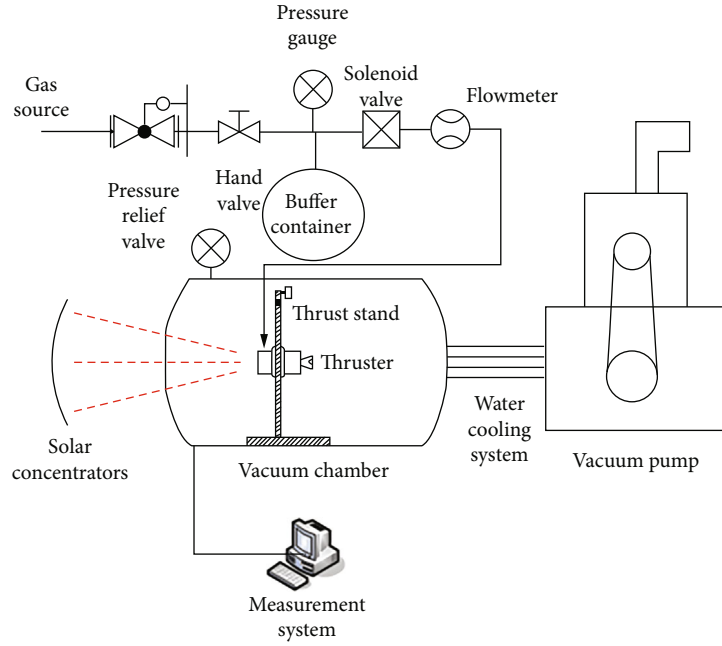 Pressure
gauge
Gas
source
Solenoid
valve
Flowmeter
Pressure
relief
valve
Hand
valve
Buffer
container
Thrust stand
Thruster
Solar
concentrators
Vacuum chamber
Water
cooling
system
Vacuum pump
Measurement
system